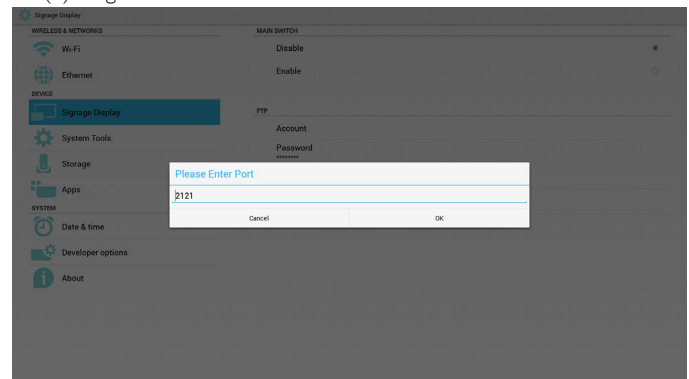 Signage Display
WIRELESS & NETWORKS
Wi-Fi
Ethernet
DEVICE
Signage Display
System Tools
Storage
Apps
SYSTEM
Date & time
Developer options
About
MAIN SWITCH
Disable
Enable
FTP
Account
Password
********
Please Enter Port
2121
Cancel
OK